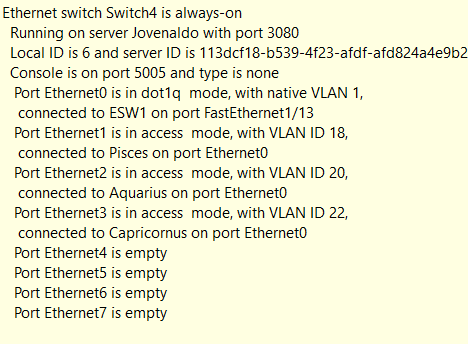 Ethernet switch Switch4 is always-on
Running on server Jovenaldo with port 3080
Local ID is 6 and server ID is 113dcf18-b539-4f23-afdf-afd824a4e9b2
Console is on port 5005 and type is none
Port Ethernet0 is in dot1q  mode, with native VLAN 1,
connected to ESW1 on port FastEthernet1/13
Port Ethernet1 is in access  mode, with VLAN ID 18,
connected to Pisces on port Ethernet0
Port Ethernet2 is in access  mode, with VLAN ID 20,
connected to Aquarius on port Ethernet0
Port Ethernet3 is in access  mode, with VLAN ID 22,
connected to Capricornus on port Ethernet0
Port Ethernet4 is empty
Port Ethernet5 is empty
Port Ethernet6 is empty
Port Ethernet7 is empty